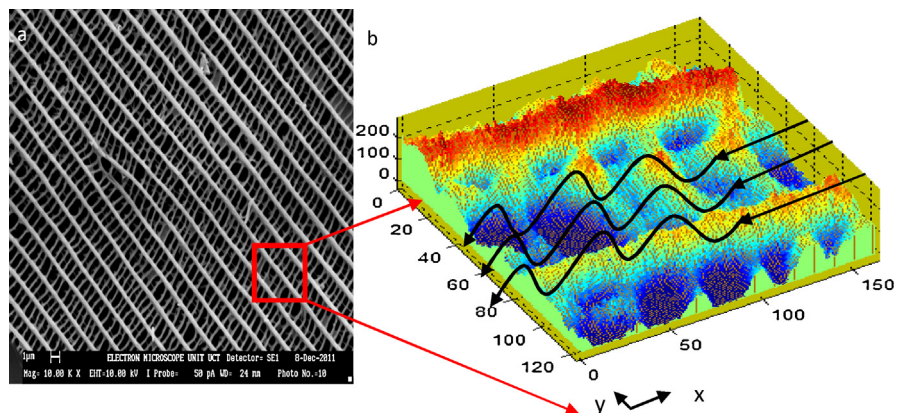 a
1µm
ELECTRON MICROSCOPE UNIT UCT Detector= SE1 8-Dec-2011
Mag= 10.00 K X EHT=10.00 kV I Probe= 50 pA WD= 24 mm Photo No.=10
b
200
100
0
0
20
40
60
80
100
120
0
50
100
150
y
x